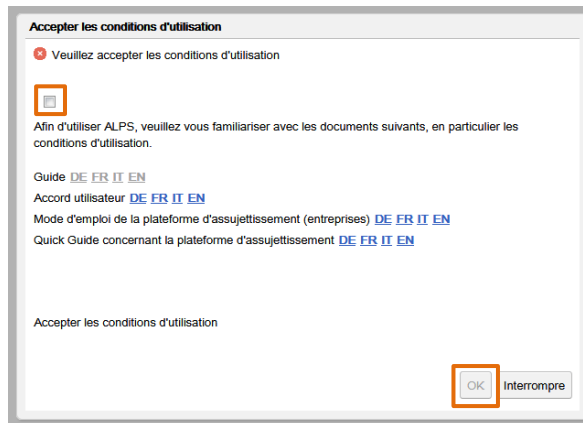 Accepter les conditions d'utilisation
Veuillez accepter les conditions d'utilisation
Afin d'utiliser ALPS, veuillez vous familiariser avec les documents suivants, en particulier les
conditions d'utilisation.
Guide DE FR IT EN
Accord utilisateur DE FR IT EN
Mode d'emploi de la plateforme d'assujettissement (entreprises) DE FR IT EN
Quick Guide concernant la plateforme d'assujettissement DE FR IT EN
Accepter les conditions d'utilisation
OK Interrompre